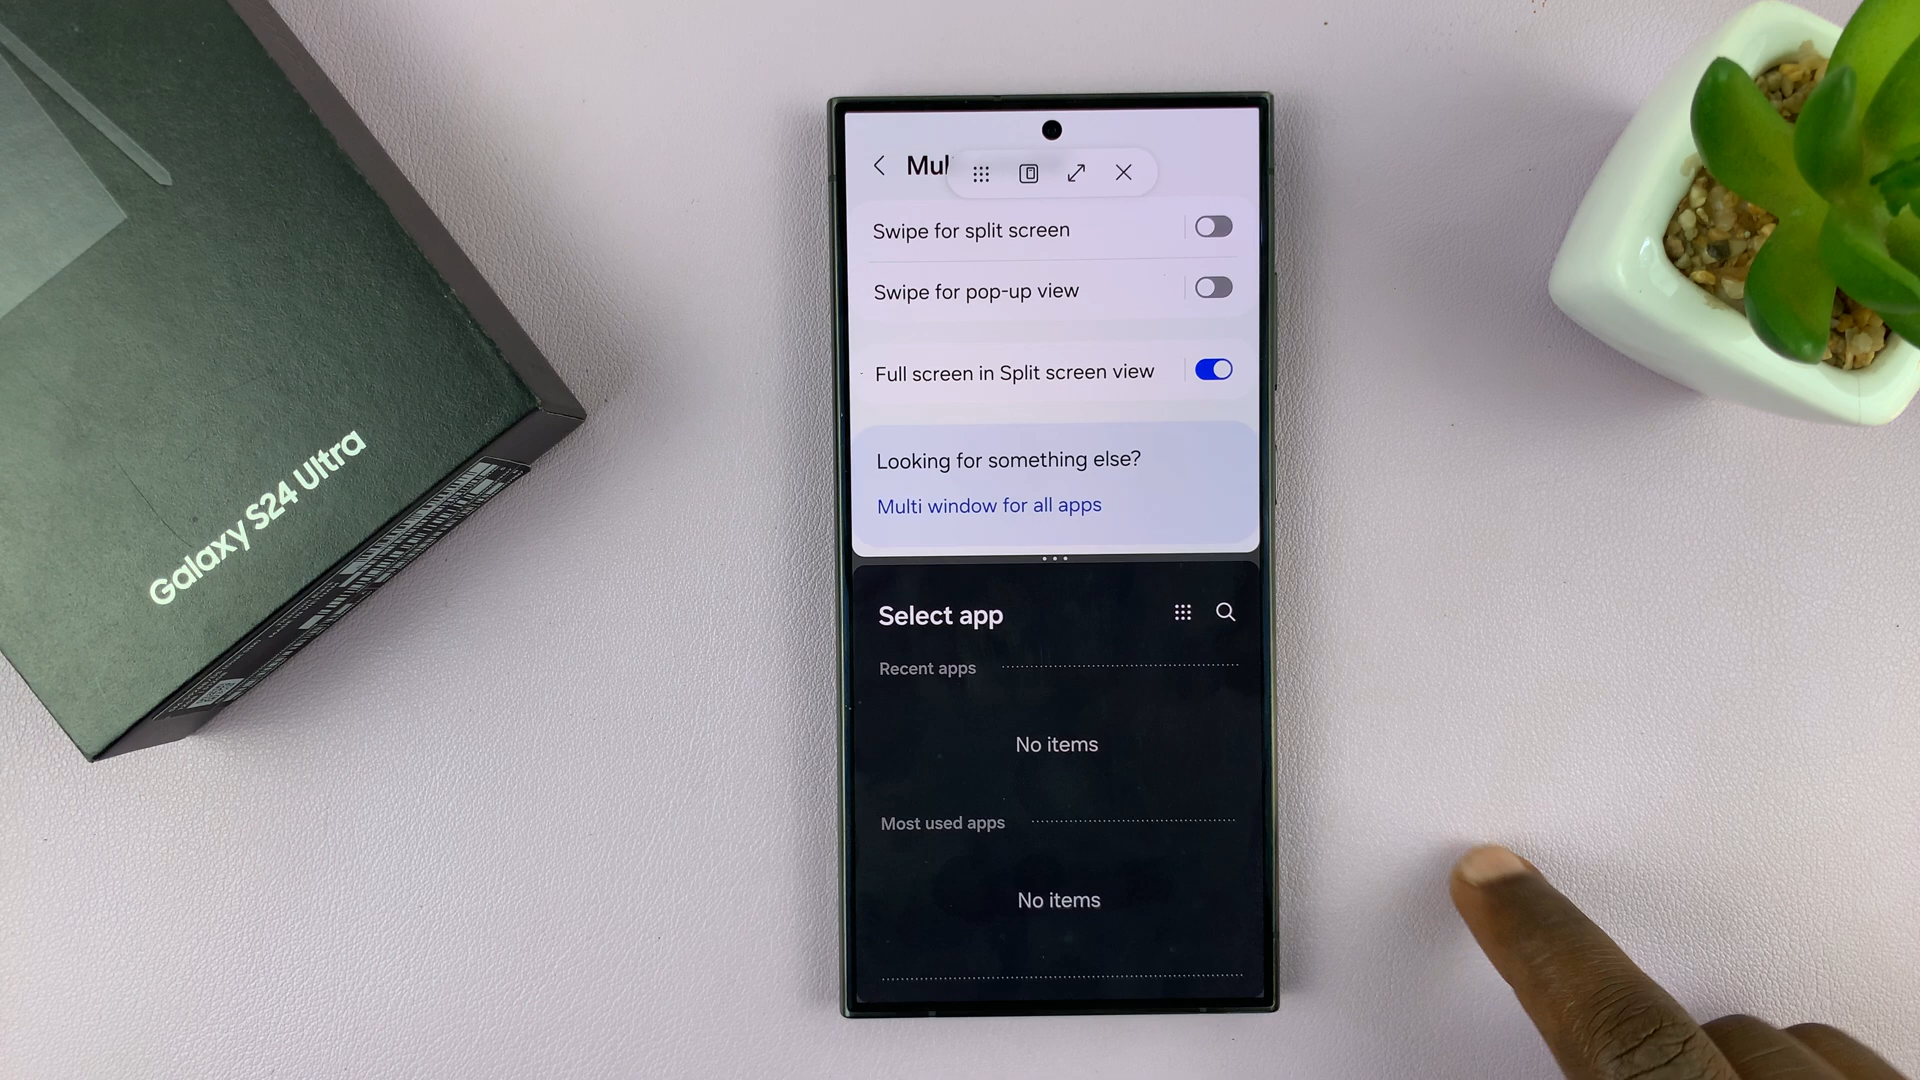 Galaxy S24 Ultra
Mul
Swipe for split screen
Swipe for pop-up view
Full screen in Split screen view
Looking for something else?
Multi window for all apps
Select app
Recent apps
No items
Most used apps
No items